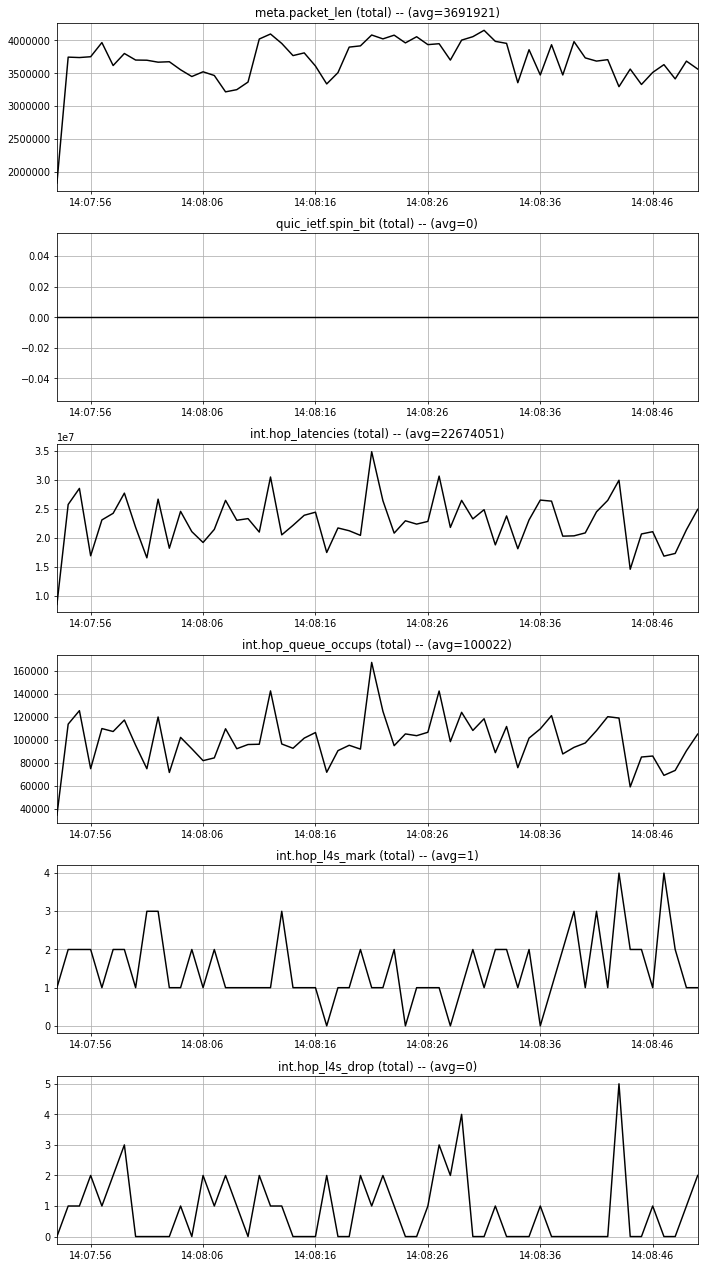 meta.packet_len (total) -- (avg=3691921)
4000000
3500000
3000000
2500000
2000000
14:07:56 14:08:06 14:08:16 14:08:26 14:08:36 14:08:46
quic_ietf.spin_bit (total) -- (avg=0)
0.04
0.02
0.00
−0.02
−0.04
14:07:56 14:08:06 14:08:16 14:08:26 14:08:36 14:08:46
int.hop_latencies (total) -- (avg=22674051)
1e7
3.5
3.0
2.5
2.0
1.5
1.0
14:07:56 14:08:06 14:08:16 14:08:26 14:08:36 14:08:46
int.hop_queue_occups (total) -- (avg=100022)
160000
140000
120000
100000
80000
60000
40000
14:07:56 14:08:06 14:08:16 14:08:26 14:08:36 14:08:46
int.hop_l4s_mark (total) -- (avg=1)
4
3
2
1
0
14:07:56 14:08:06 14:08:16 14:08:26 14:08:36 14:08:46
int.hop_l4s_drop (total) -- (avg=0)
5
4
3
2
1
0
14:07:56 14:08:06 14:08:16 14:08:26 14:08:36 14:08:46